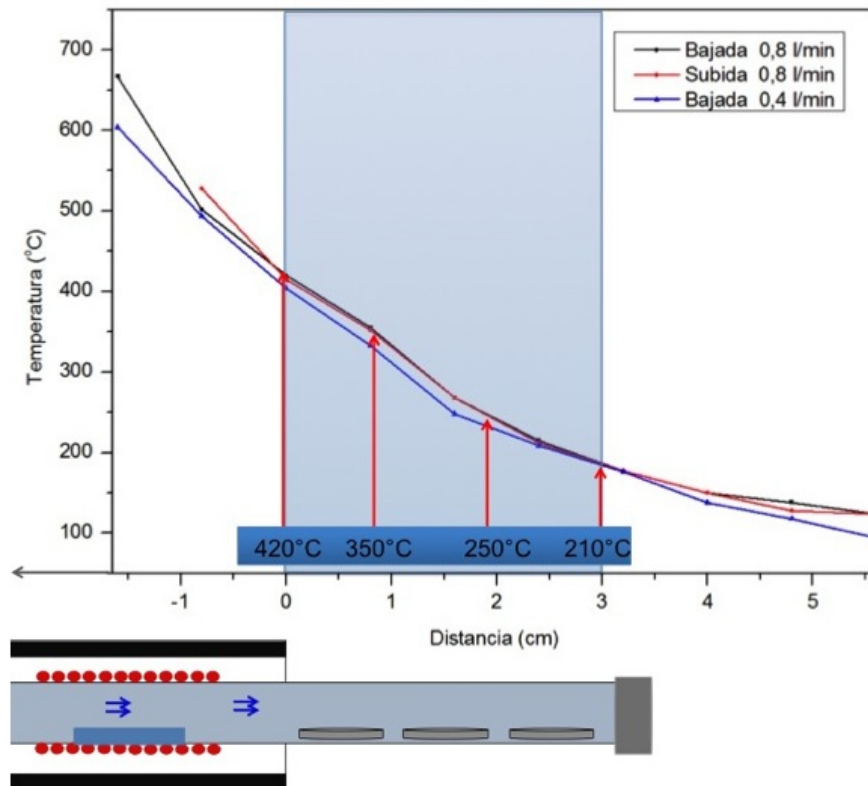 700
600
500
400
300
200
100
Temperatura (°C)
Bajada 0,8 l/min
Subida 0,8 l/min
Bajada 0,4 l/min
420°C 350°C 250°C 210°C
-1 0 1 2 3 4 5
Distancia (cm)